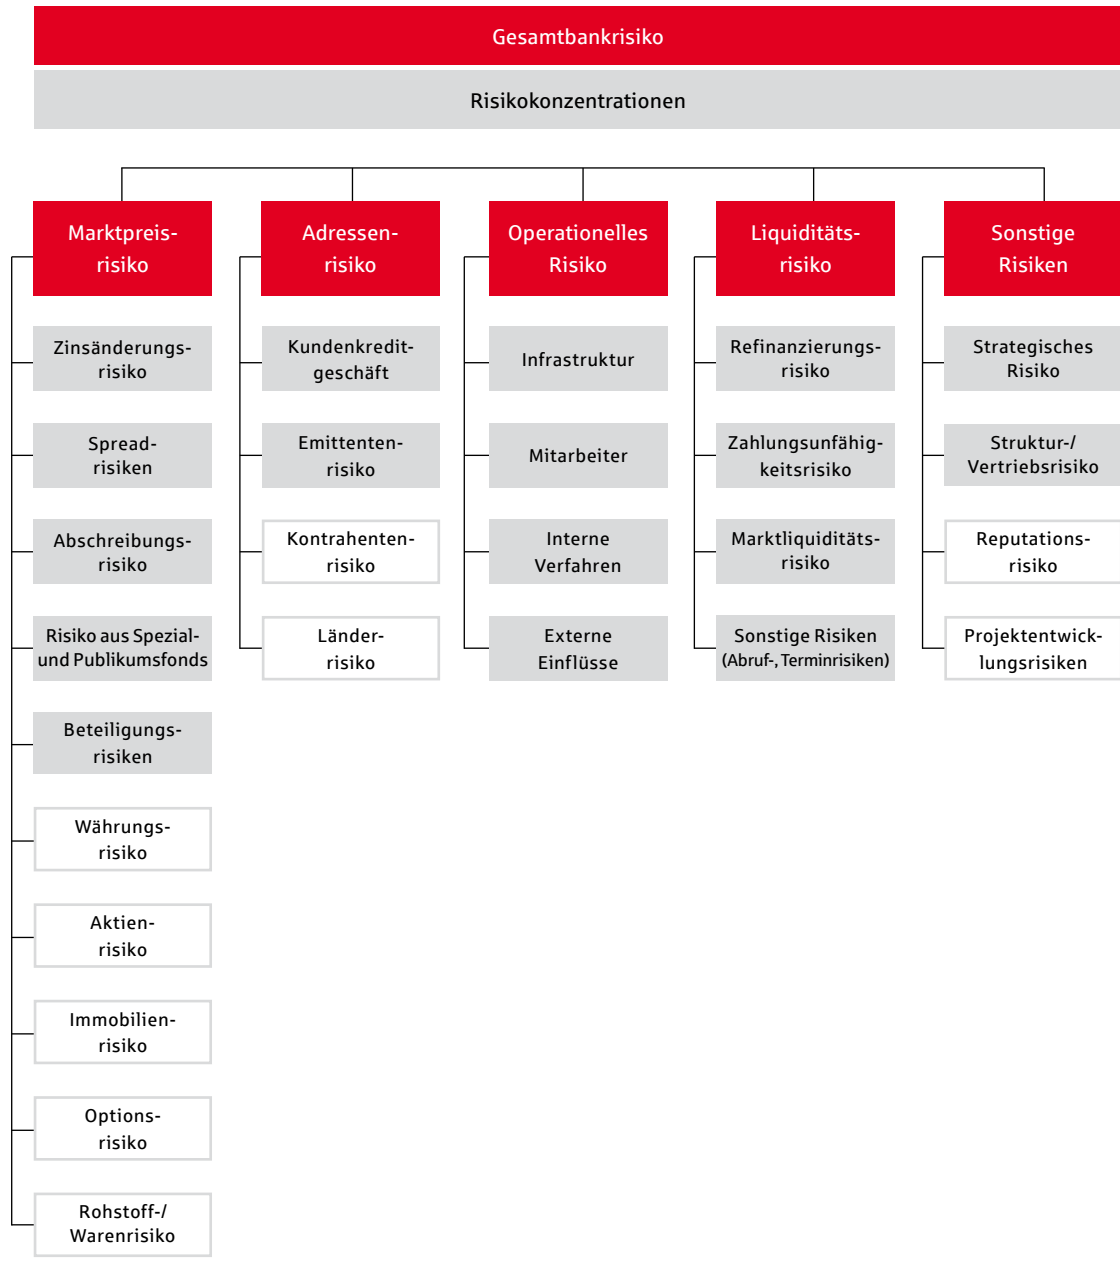 Gesamtbankrisiko
Risikokonzentrationen
Marktpreis-
risiko
Zinsänderungs-
risiko
Spread-
risiken
Abschreibungs-
risiko
Risiko aus Spezial-
und Publikumsfonds
Beteiligungs-
risiken
Währungs-
risiko
Aktien-
risiko
Immobilien-
risiko
Options-
risiko
Rohstoff-/
Warenrisiko
Adressen-
risiko
Kundenkredit-
geschäft
Emittenten-
risiko
Kontrahenten-
risiko
Länder-
risiko
Operationelles
Risiko
Infrastruktur
Mitarbeiter
Interne
Verfahren
Externe
Einflüsse
Liquiditäts-
risiko
Refinanzierungs-
risiko
Zahlungsunfähig-
keitsrisiko
Marktliquiditäts-
risiko
Sonstige Risiken
(Abruf-, Terminrisiken)
Sonstige
Risiken
Strategisches
Risiko
Struktur-/
Vertriebsrisiko
Reputations-
risiko
Projektentwick-
lungsrisiken